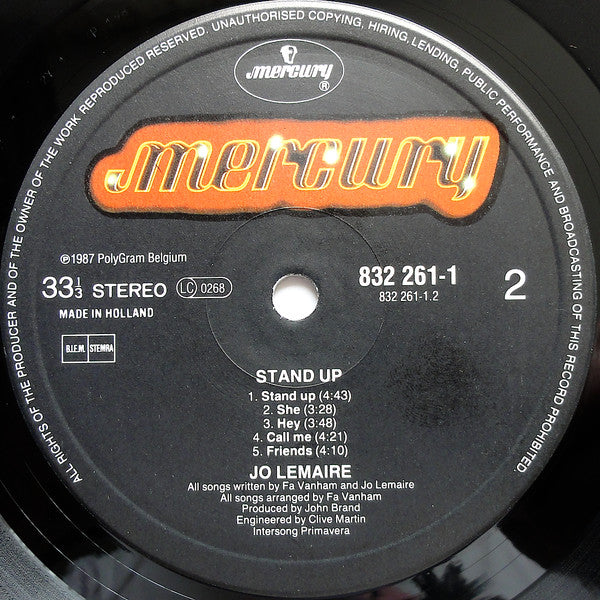 ALL RIGHTS OF THE PRODUCER AND OF THE OWNER OF THE WORK REPRODUCED RESERVED. UNAUTHORISED COPYING, HIRING, LENDING, PUBLIC PERFORMANCE AND BROADCASTING OF THIS RECORD PROHIBITED.
mercury
®
mercury
℗1987 PolyGram Belgium
33⅓ STEREO LC 0268
MADE IN HOLLAND
B.I.E.M. STEMRA
832 261-1 2
832 261-1.2
STAND UP
1. Stand up (4:43)
2. She (3:28)
3. Hey (3:48)
4. Call me (4:21)
5. Friends (4:10)
JO LEMAIRE
All songs written by Fa Vanham and Jo Lemaire
All songs arranged by Fa Vanham
Produced by John Brand
Engineered by Clive Martin
Intersong Primavera